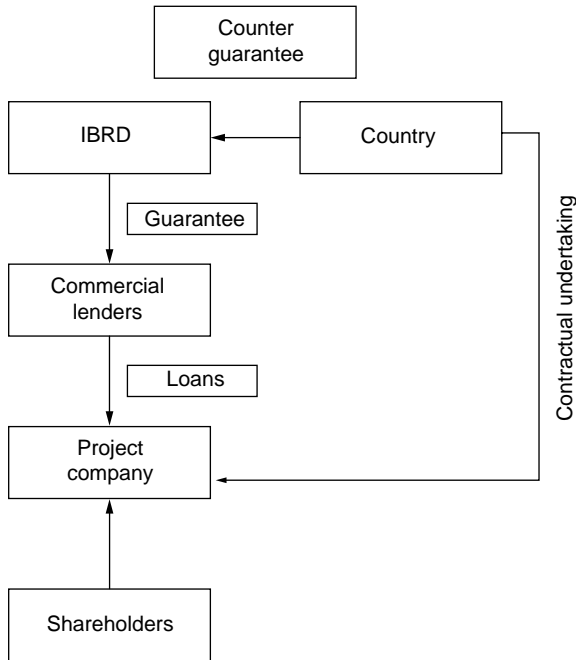 Counter
guarantee
IBRD
Country
Guarantee
Commercial
lenders
Loans
Project
company
Shareholders
Contractual undertaking